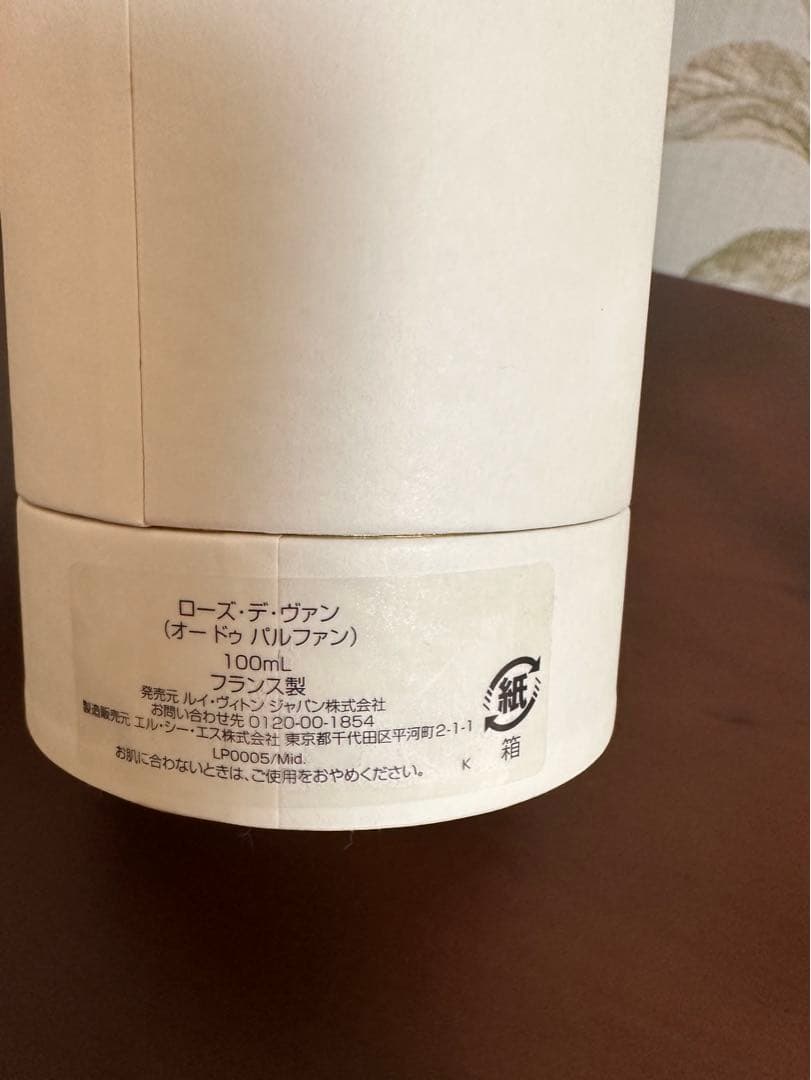 ローズ・デ・ヴァン
(オー ドゥ パルファン)
100mL
フランス製
発売元 ルイ・ヴィトン ジャパン株式会社
お問い合わせ先 0120-00-1854
製造販売元 エル・シー・エス株式会社 東京都千代田区平河町2-1-1
LP0005/Mid.
お肌に合わないときは、ご使用をおやめください。 K
紙
箱